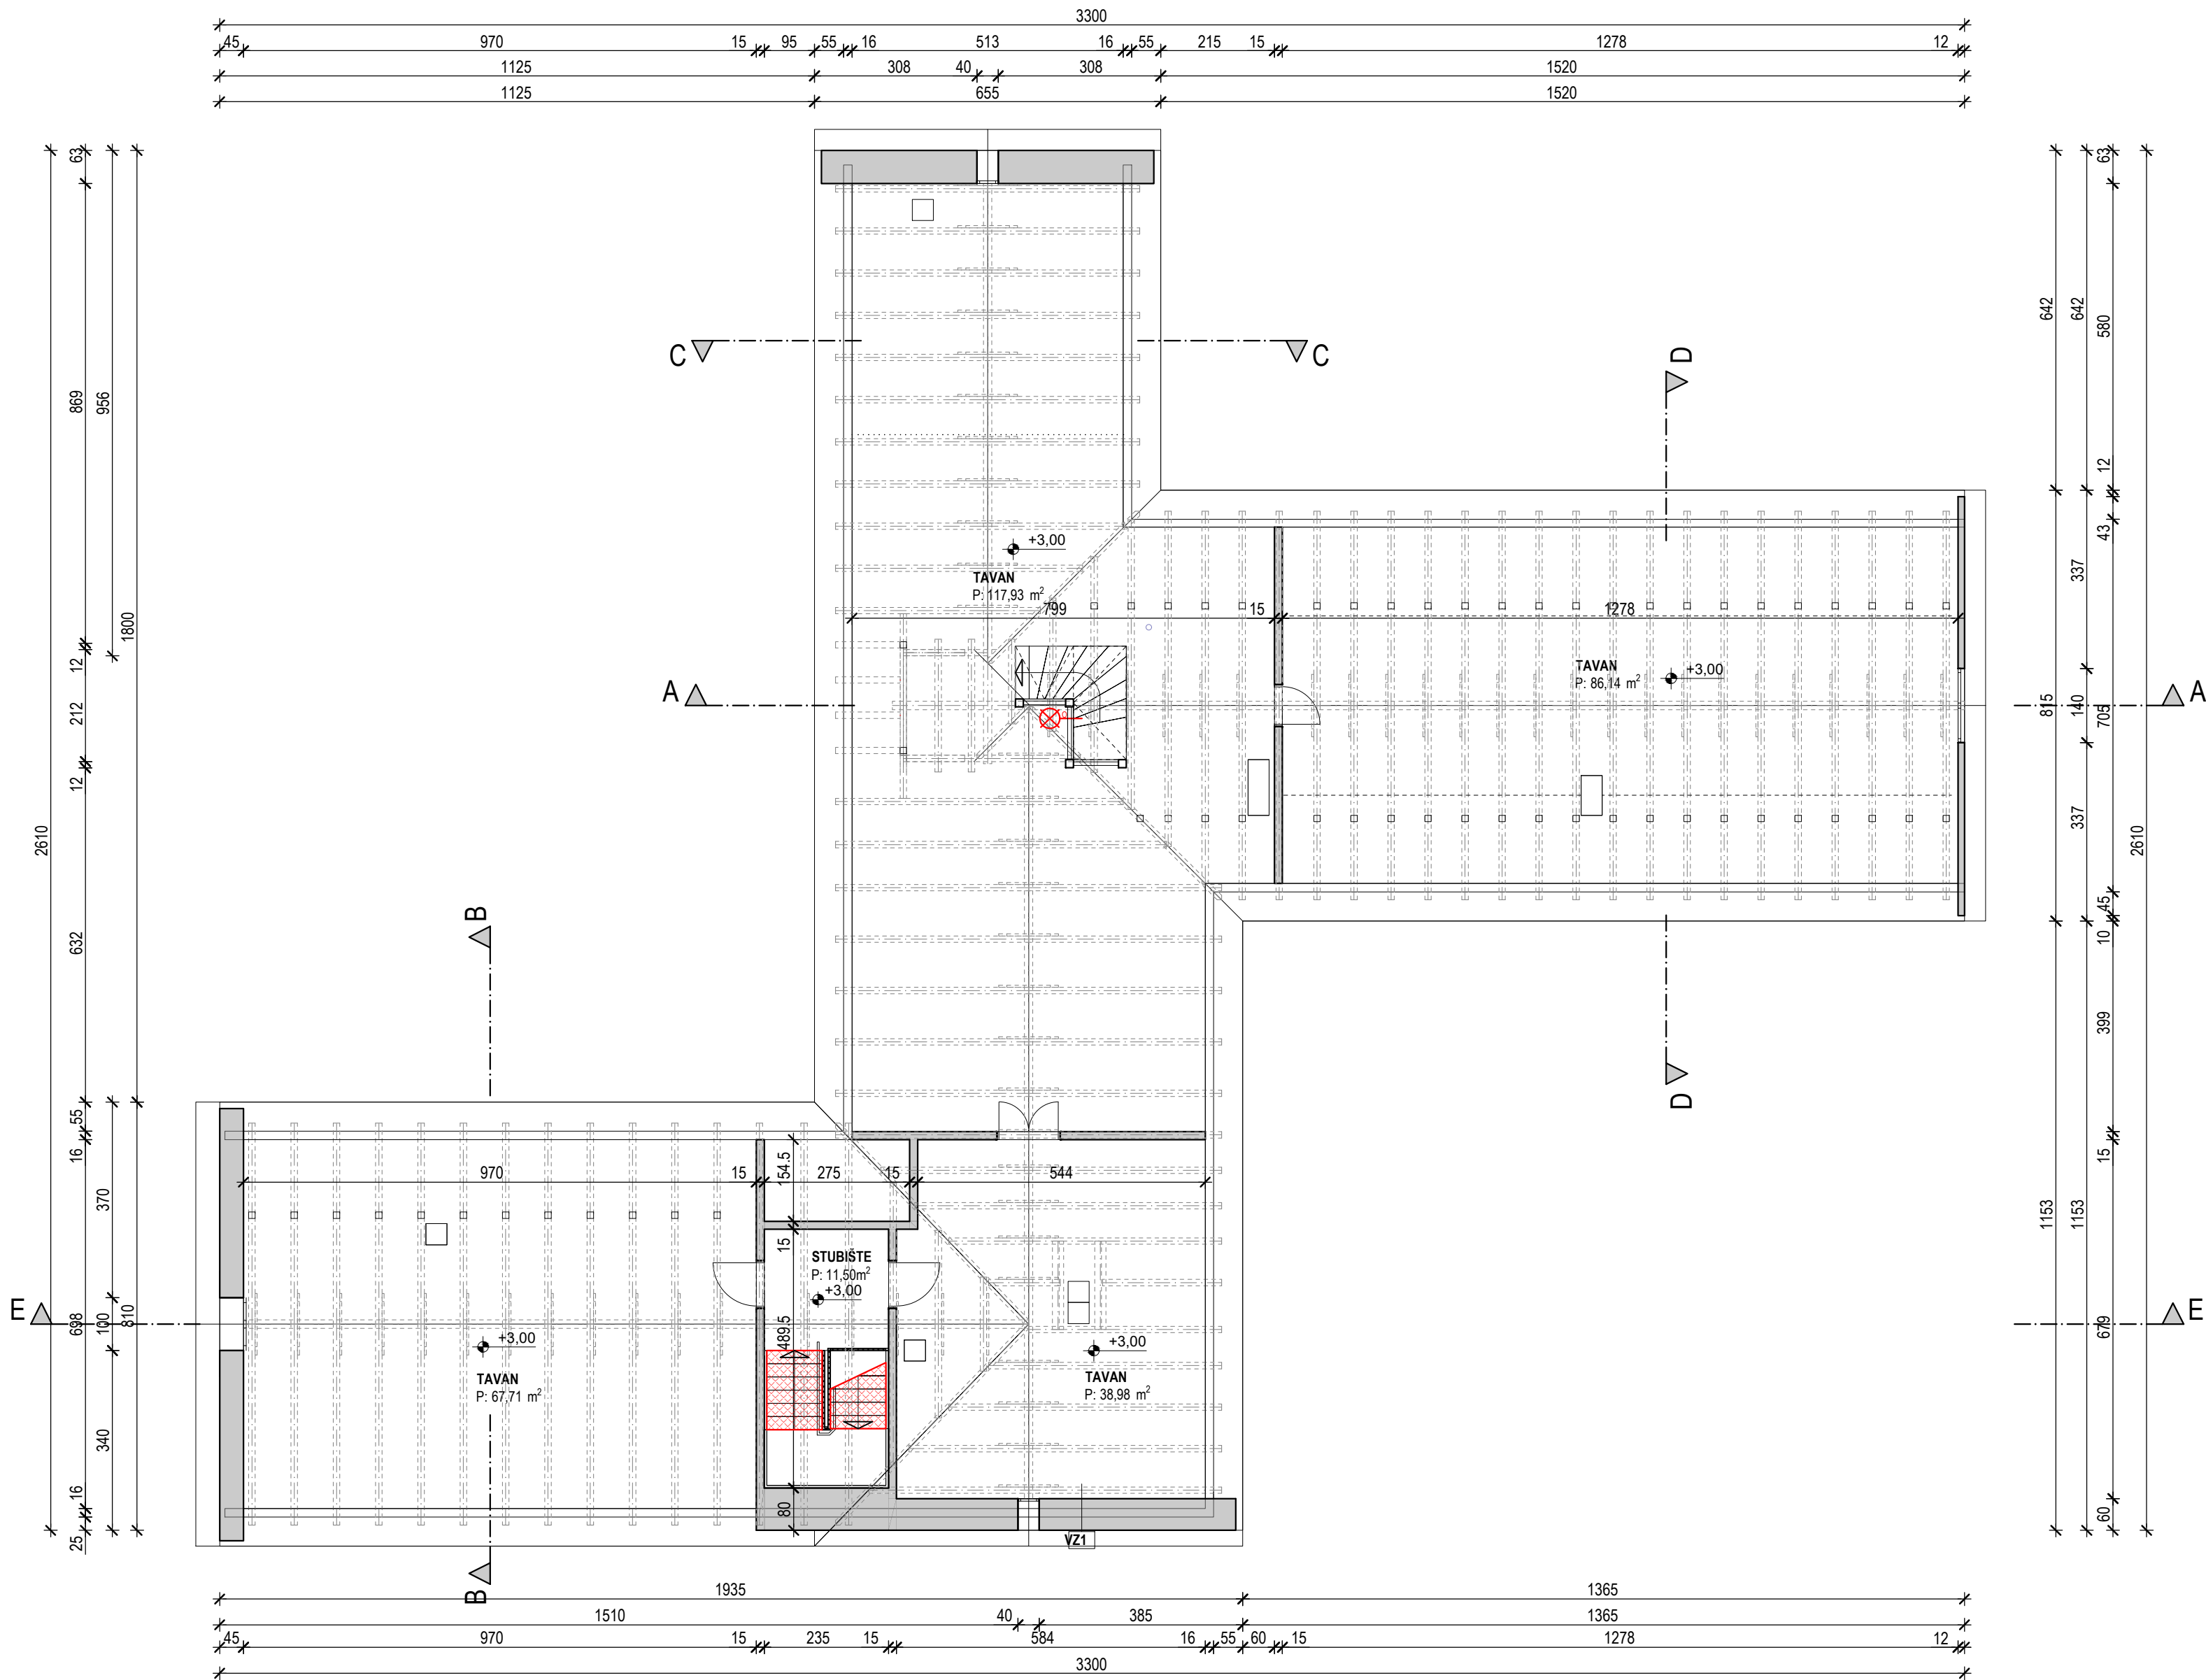 3300
45 970 15 95 55 16 513 16 55 215 15 1278 12
1125 308 40 308 1520
1125 655 1520
63
869
12
212
12
632
55
16
698
16
25
956
370
100
340
1800
810
2610
642
815
1153
642
337
140
337
1153
63
580
12
43
705
45
10
399
15
679
60
2610
C C
D
+3,00
TAVAN
P: 117,93 m²
799 15 1278
TAVAN
P: 86,14 m²
+3,00
A A
B
D
970 15 154.5 275 15 544
15
STUBIŠTE
P: 11,50m²
+3,00
489.5
E E
+3,00
TAVAN
P: 67,71 m²
+3,00
TAVAN
P: 38,98 m²
80
VZ1
B
1935 1365
1510 40 385 1365
45 970 15 235 15 584 16 55 60 15 1278 12
3300